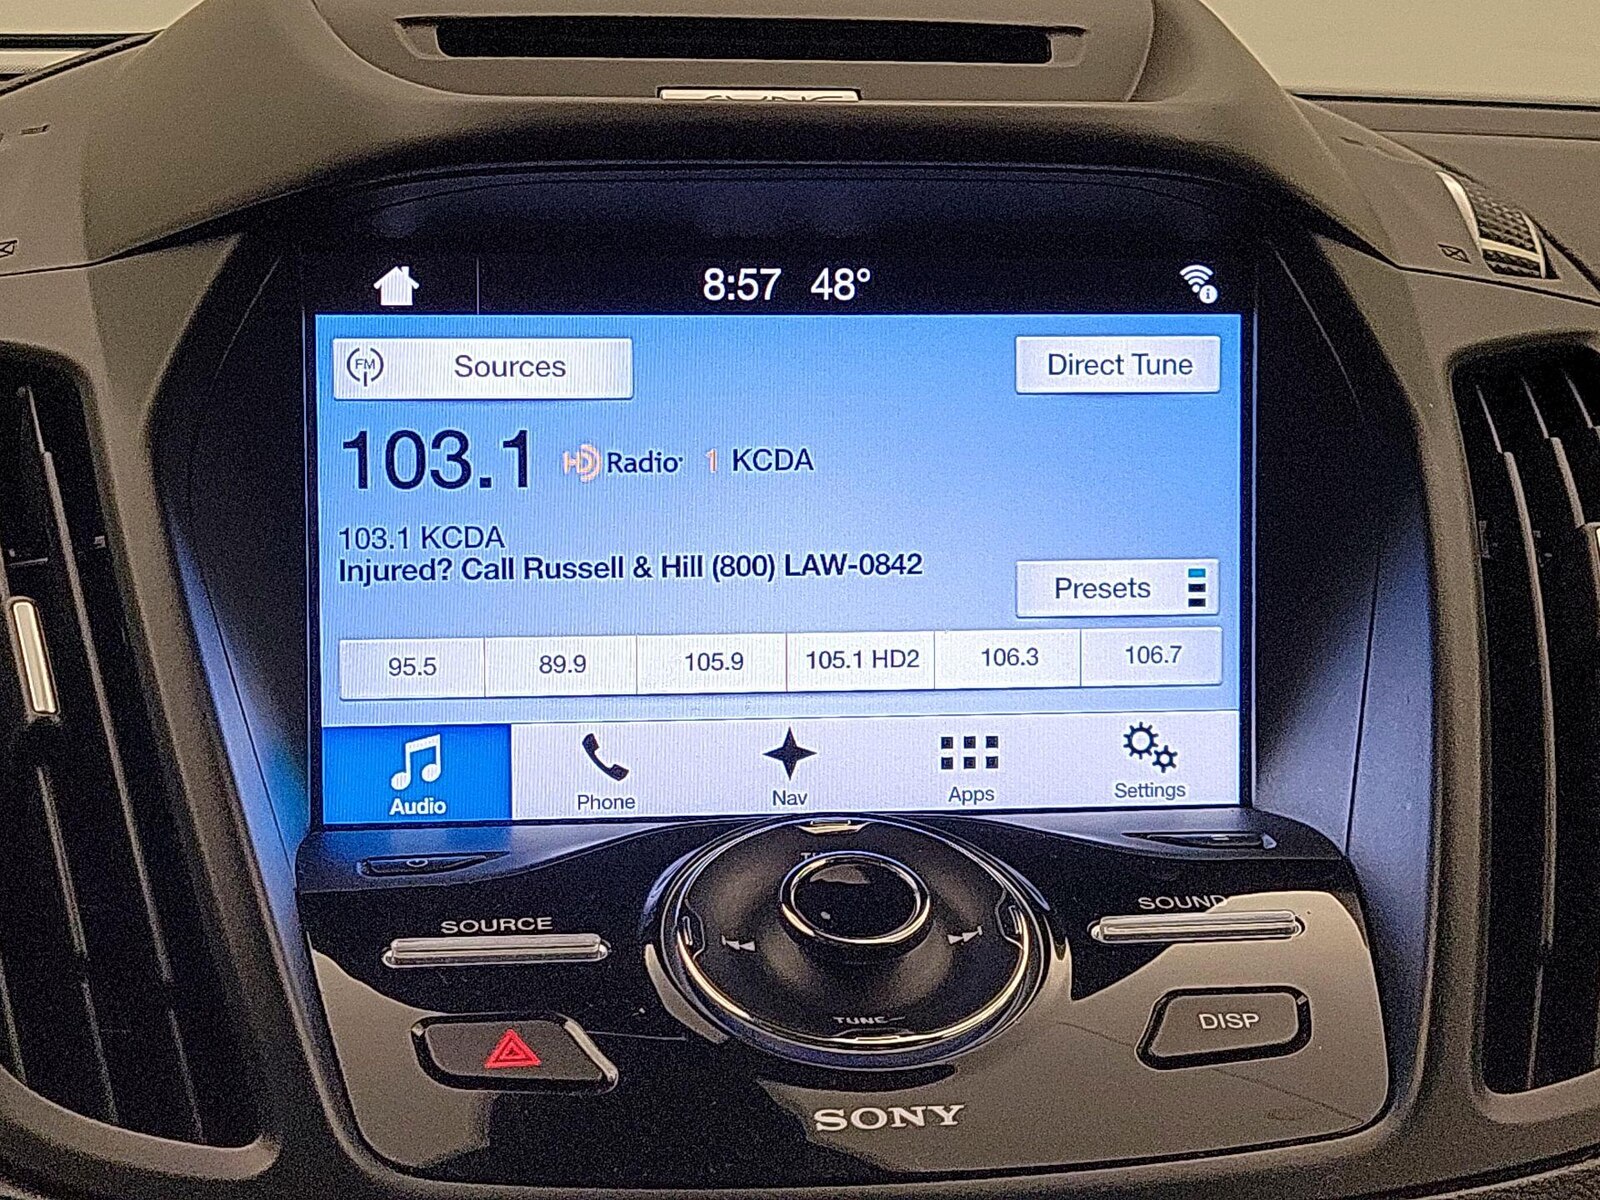 8:57 48°
FM Sources
Direct Tune
103.1 HD Radio 1 KCDA
103.1 KCDA
Injured? Call Russell & Hill (800) LAW-0842
Presets
95.5 89.9 105.9 105.1 HD2 106.3 106.7
Audio Phone Nav Apps Settings
SOURCE
SOUND
TUNE
DISP
SONY